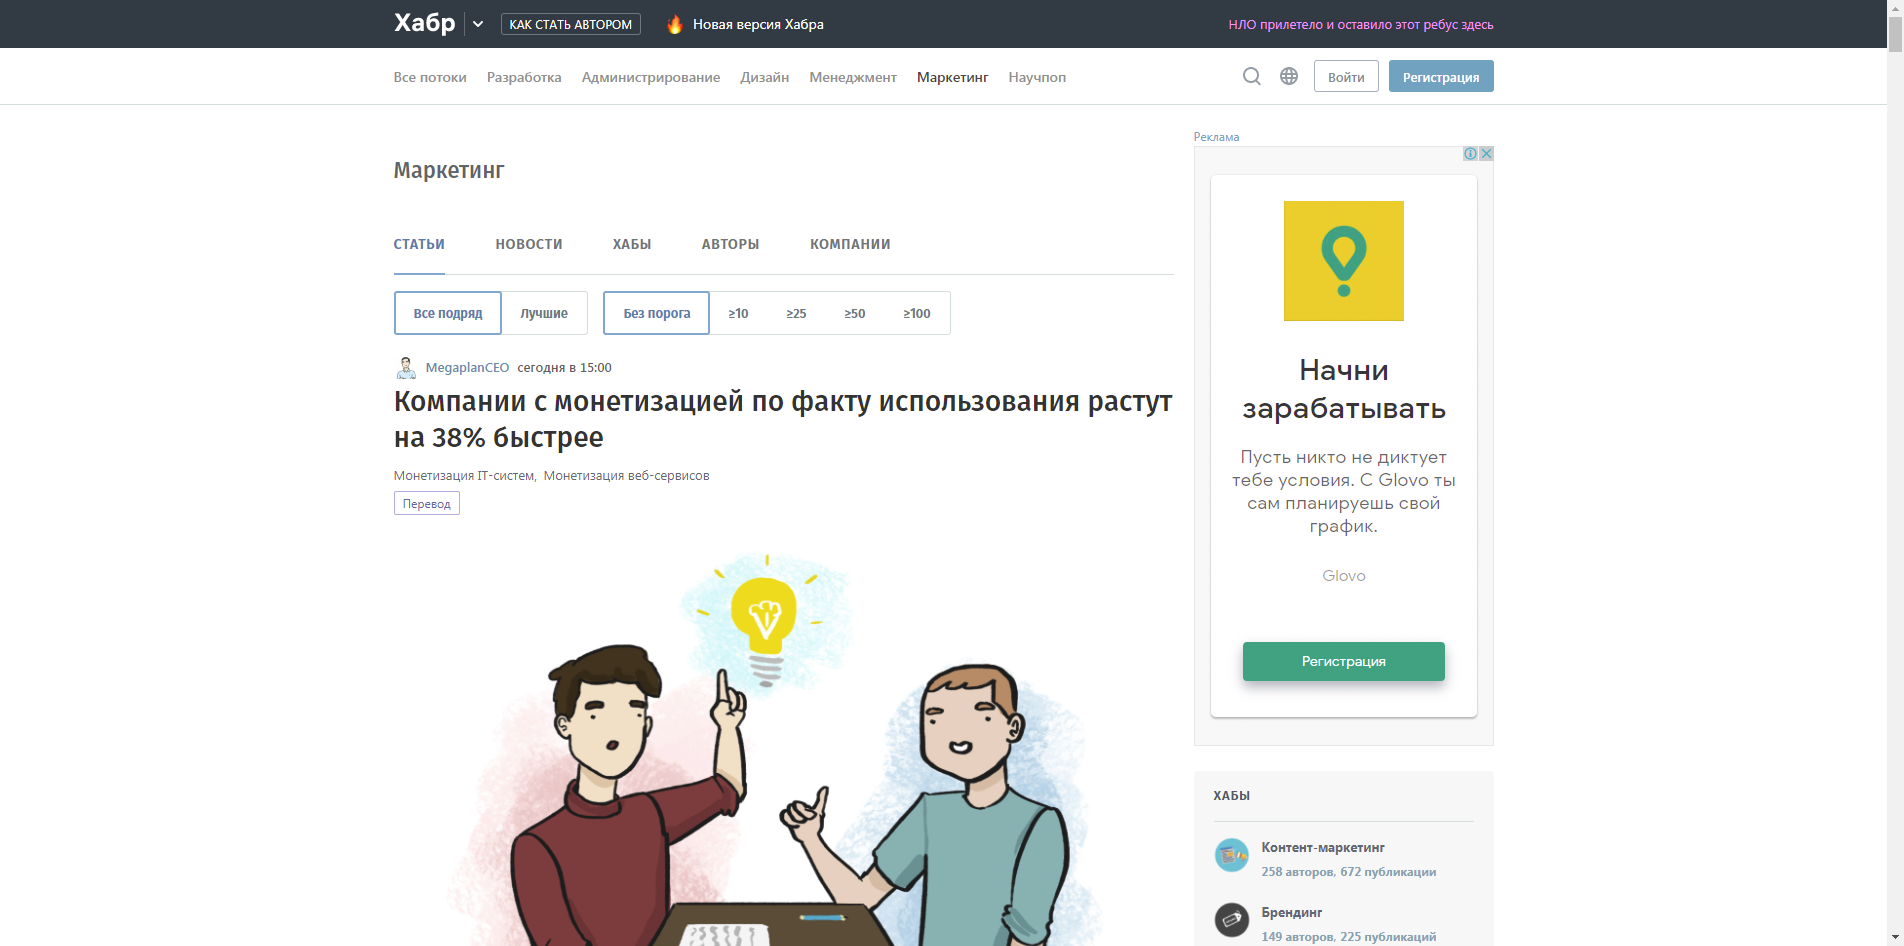 Хабр
КАК СТАТЬ АВТОРОМ
Новая версия Хабра
НЛО прилетело и оставило этот ребус здесь
Все потоки Разработка Администрирование Дизайн Менеджмент Маркетинг Научпоп
Войти
Регистрация
Реклама
Маркетинг
СТАТЬИ НОВОСТИ ХАБЫ АВТОРЫ КОМПАНИИ
Все подряд Лучшие Без порога ≥10 ≥25 ≥50 ≥100
MegaplanCEO сегодня в 15:00
Компании с монетизацией по факту использования растут
на 38% быстрее
Монетизация IT-систем, Монетизация веб-сервисов
Перевод
Начни
зарабатывать
Пусть никто не диктует
тебе условия. С Glovo ты
сам планируешь свой
график.
Glovo
Регистрация
ХАБЫ
Контент-маркетинг
258 авторов, 672 публикации
Брендинг
149 авторов, 225 публикаций